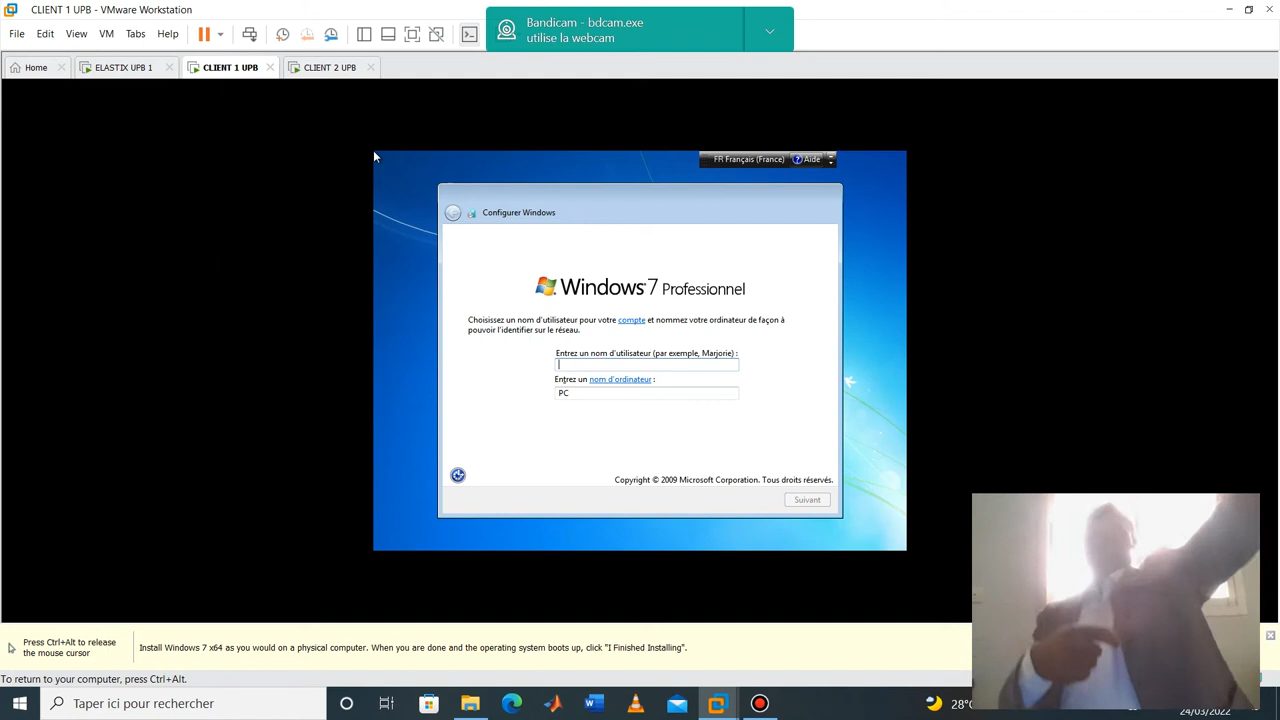 CLIENT 1 UPB - VMware Workstation
Bandicam - bdcam.exe
utilise la webcam
File Edit View VM Tabs Help
Home
ELASTIX UPB 1
CLIENT 1 UPB
CLIENT 2 UPB
FR Français (France)
Aide
Configurer Windows
Windows 7 Professionnel
Choisissez un nom d'utilisateur pour votre compte et nommez votre ordinateur de façon à
pouvoir l'identifier sur le réseau.
Entrez un nom d'utilisateur (par exemple, Marjorie) :
Entrez un nom d'ordinateur :
PC
Copyright © 2009 Microsoft Corporation. Tous droits réservés.
Suivant
Press Ctrl+Alt to release
the mouse cursor
Install Windows 7 x64 as you would on a physical computer. When you are done and the operating system boots up, click "I Finished Installing".
To return to your computer, press Ctrl+Alt.
Taper ici pour rechercher
28°
24/03/2022